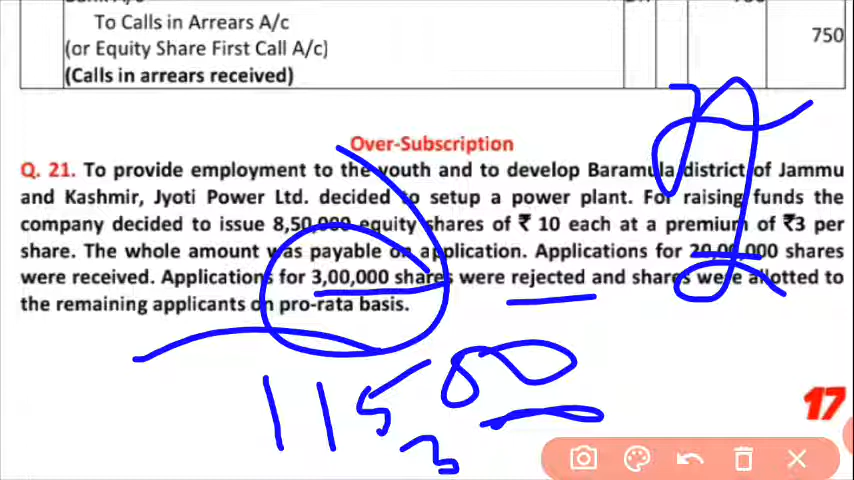 To Calls in Arrears A/c
(or Equity Share First Call A/c)
750
(Calls in arrears received)
Over-Subscription
Q. 21. To provide employment to the youth and to develop Baramula district of Jammu
and Kashmir, Jyoti Power Ltd. decided to setup a power plant. For raising funds the
company decided to issue 8,50,000 equity shares of ₹ 10 each at a premium of ₹3 per
share. The whole amount was payable on application. Applications for 20,00,000 shares
were received. Applications for 3,00,000 shares were rejected and shares were allotted to
the remaining applicants on pro-rata basis.
17